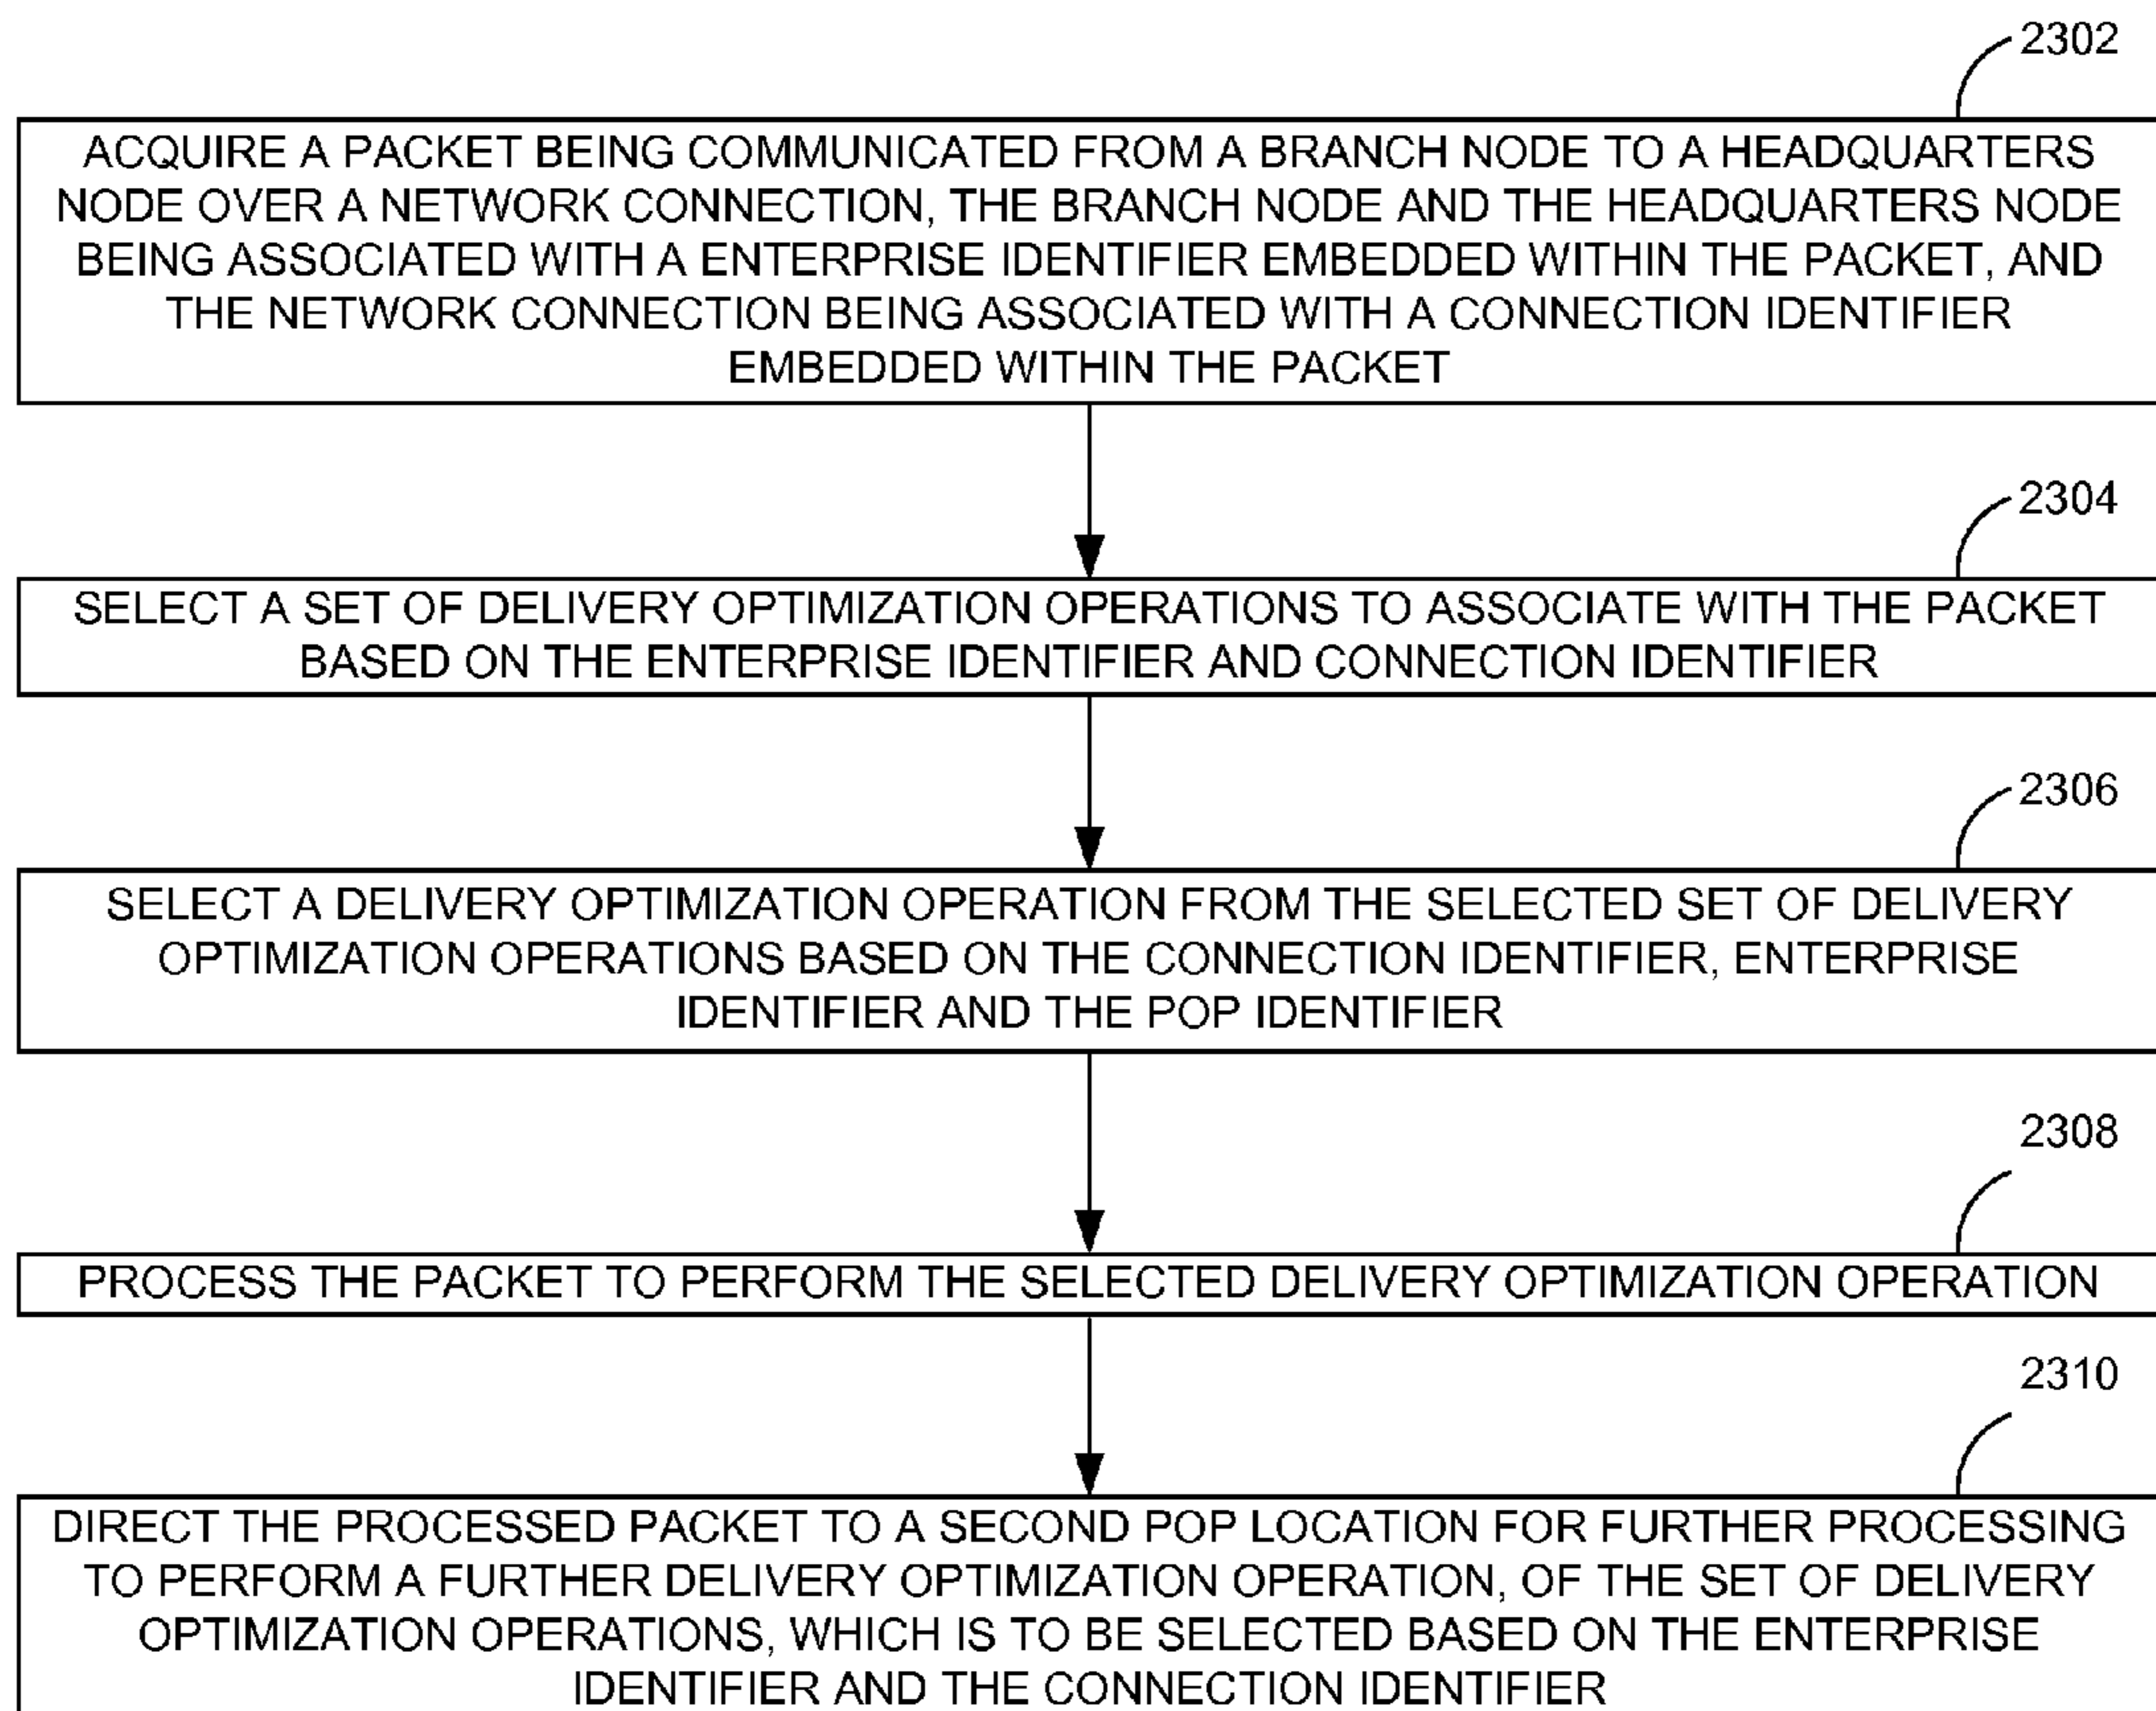 2302
ACQUIRE A PACKET BEING COMMUNICATED FROM A BRANCH NODE TO A HEADQUARTERS
NODE OVER A NETWORK CONNECTION, THE BRANCH NODE AND THE HEADQUARTERS NODE
BEING ASSOCIATED WITH A ENTERPRISE IDENTIFIER EMBEDDED WITHIN THE PACKET, AND
THE NETWORK CONNECTION BEING ASSOCIATED WITH A CONNECTION IDENTIFIER
EMBEDDED WITHIN THE PACKET
2304
SELECT A SET OF DELIVERY OPTIMIZATION OPERATIONS TO ASSOCIATE WITH THE PACKET
BASED ON THE ENTERPRISE IDENTIFIER AND CONNECTION IDENTIFIER
2306
SELECT A DELIVERY OPTIMIZATION OPERATION FROM THE SELECTED SET OF DELIVERY
OPTIMIZATION OPERATIONS BASED ON THE CONNECTION IDENTIFIER, ENTERPRISE
IDENTIFIER AND THE POP IDENTIFIER
2308
PROCESS THE PACKET TO PERFORM THE SELECTED DELIVERY OPTIMIZATION OPERATION
2310
DIRECT THE PROCESSED PACKET TO A SECOND POP LOCATION FOR FURTHER PROCESSING
TO PERFORM A FURTHER DELIVERY OPTIMIZATION OPERATION, OF THE SET OF DELIVERY
OPTIMIZATION OPERATIONS, WHICH IS TO BE SELECTED BASED ON THE ENTERPRISE
IDENTIFIER AND THE CONNECTION IDENTIFIER